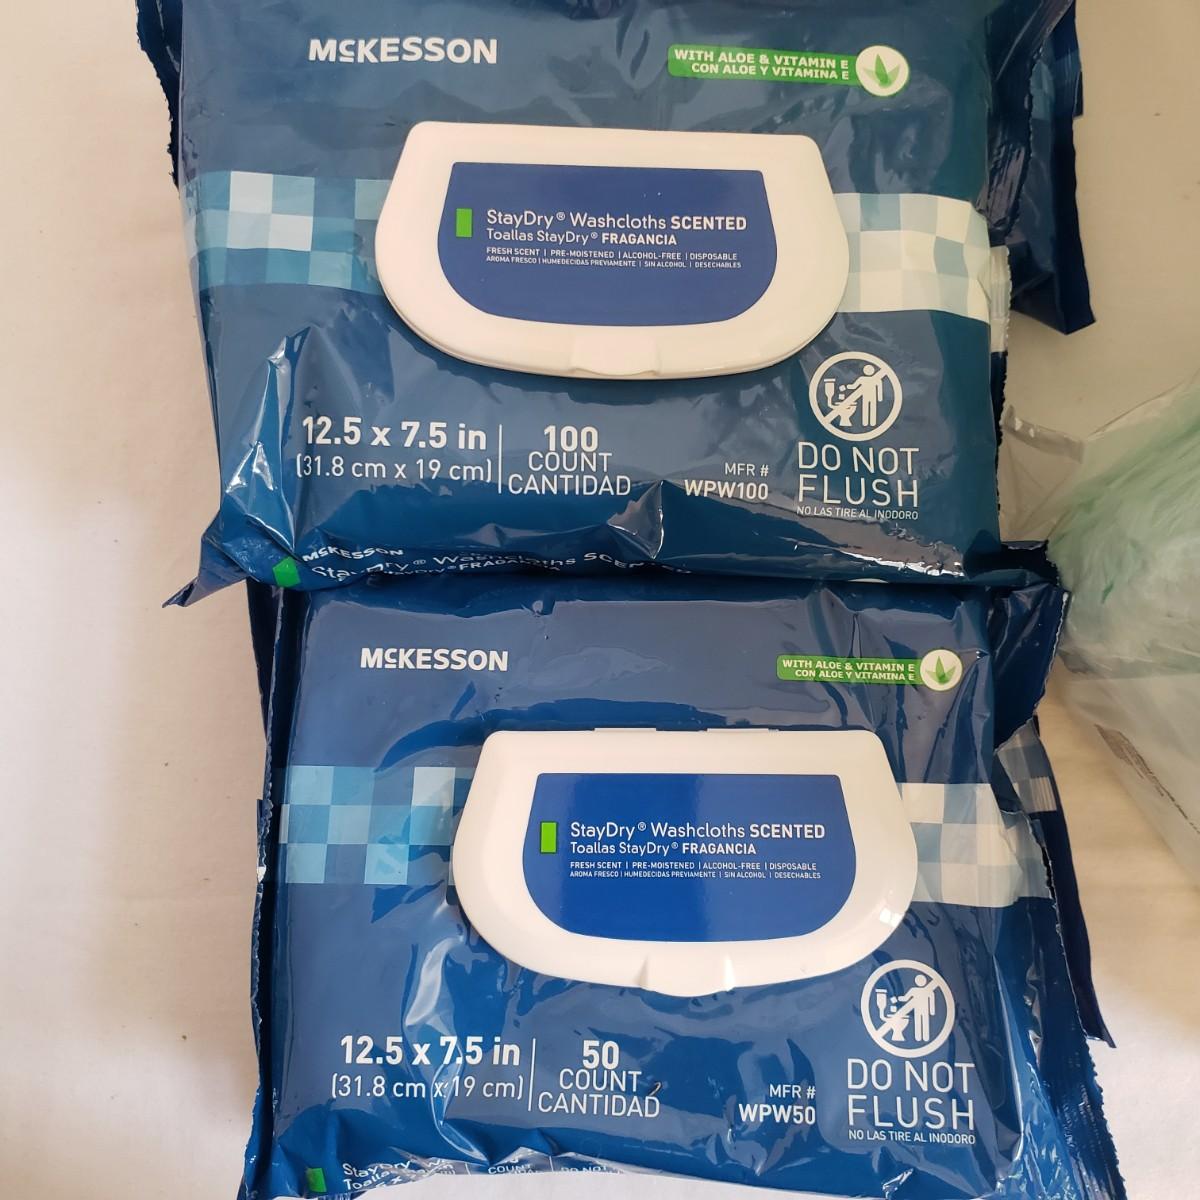 McKESSON
WITH ALOE & VITAMIN E
CON ALOE Y VITAMINA E
StayDry® Washcloths SCENTED
Toallas StayDry® FRAGANCIA
FRESH SCENT | PRE-MOISTENED | ALCOHOL-FREE | DISPOSABLE
AROMA FRESCO | HUMEDECIDAS PREVIAMENTE | SIN ALCOHOL | DESECHABLES
12.5 x 7.5 in
(31.8 cm x 19 cm)
100
COUNT
CANTIDAD
MFR #
WPW100
DO NOT
FLUSH
NO LAS TIRE AL INODORO
McKESSON
StayDry® Washcloths
McKESSON
WITH ALOE & VITAMIN E
CON ALOE Y VITAMINA E
StayDry® Washcloths SCENTED
Toallas StayDry® FRAGANCIA
FRESH SCENT | PRE-MOISTENED | ALCOHOL-FREE | DISPOSABLE
AROMA FRESCO | HUMEDECIDAS PREVIAMENTE | SIN ALCOHOL | DESECHABLES
12.5 x 7.5 in
(31.8 cm x 19 cm)
50
COUNT
CANTIDAD
MFR #
WPW50
DO NOT
FLUSH
NO LAS TIRE AL INODORO
StayDry